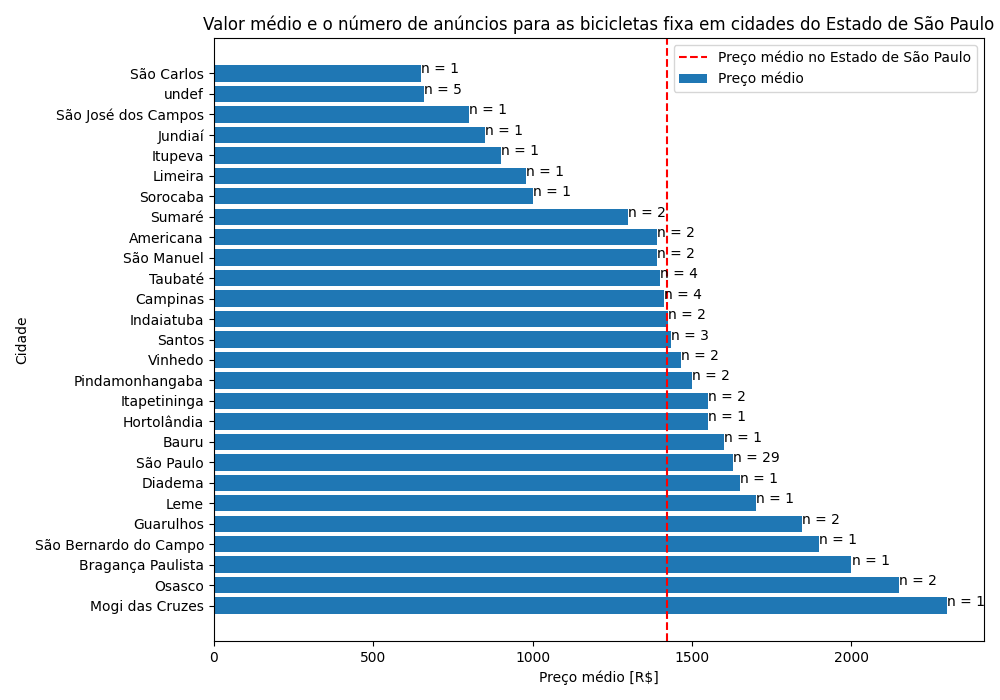 Valor médio e o número de anúncios para as bicicletas fixa em cidades do Estado de São Paulo
Preço médio no Estado de São Paulo
Preço médio
São Carlos n = 1
undef n = 5
São José dos Campos n = 1
Jundiaí n = 1
Itupeva n = 1
Limeira n = 1
Sorocaba n = 1
Sumaré n = 2
Americana n = 2
São Manuel n = 2
Taubaté n = 4
Campinas n = 4
Indaiatuba n = 2
Santos n = 3
Vinhedo n = 2
Pindamonhangaba n = 2
Itapetininga n = 2
Hortolândia n = 1
Bauru n = 1
São Paulo n = 29
Diadema n = 1
Leme n = 1
Guarulhos n = 2
São Bernardo do Campo n = 1
Bragança Paulista n = 1
Osasco n = 2
Mogi das Cruzes n = 1
Cidade
0 500 1000 1500 2000
Preço médio [R$]